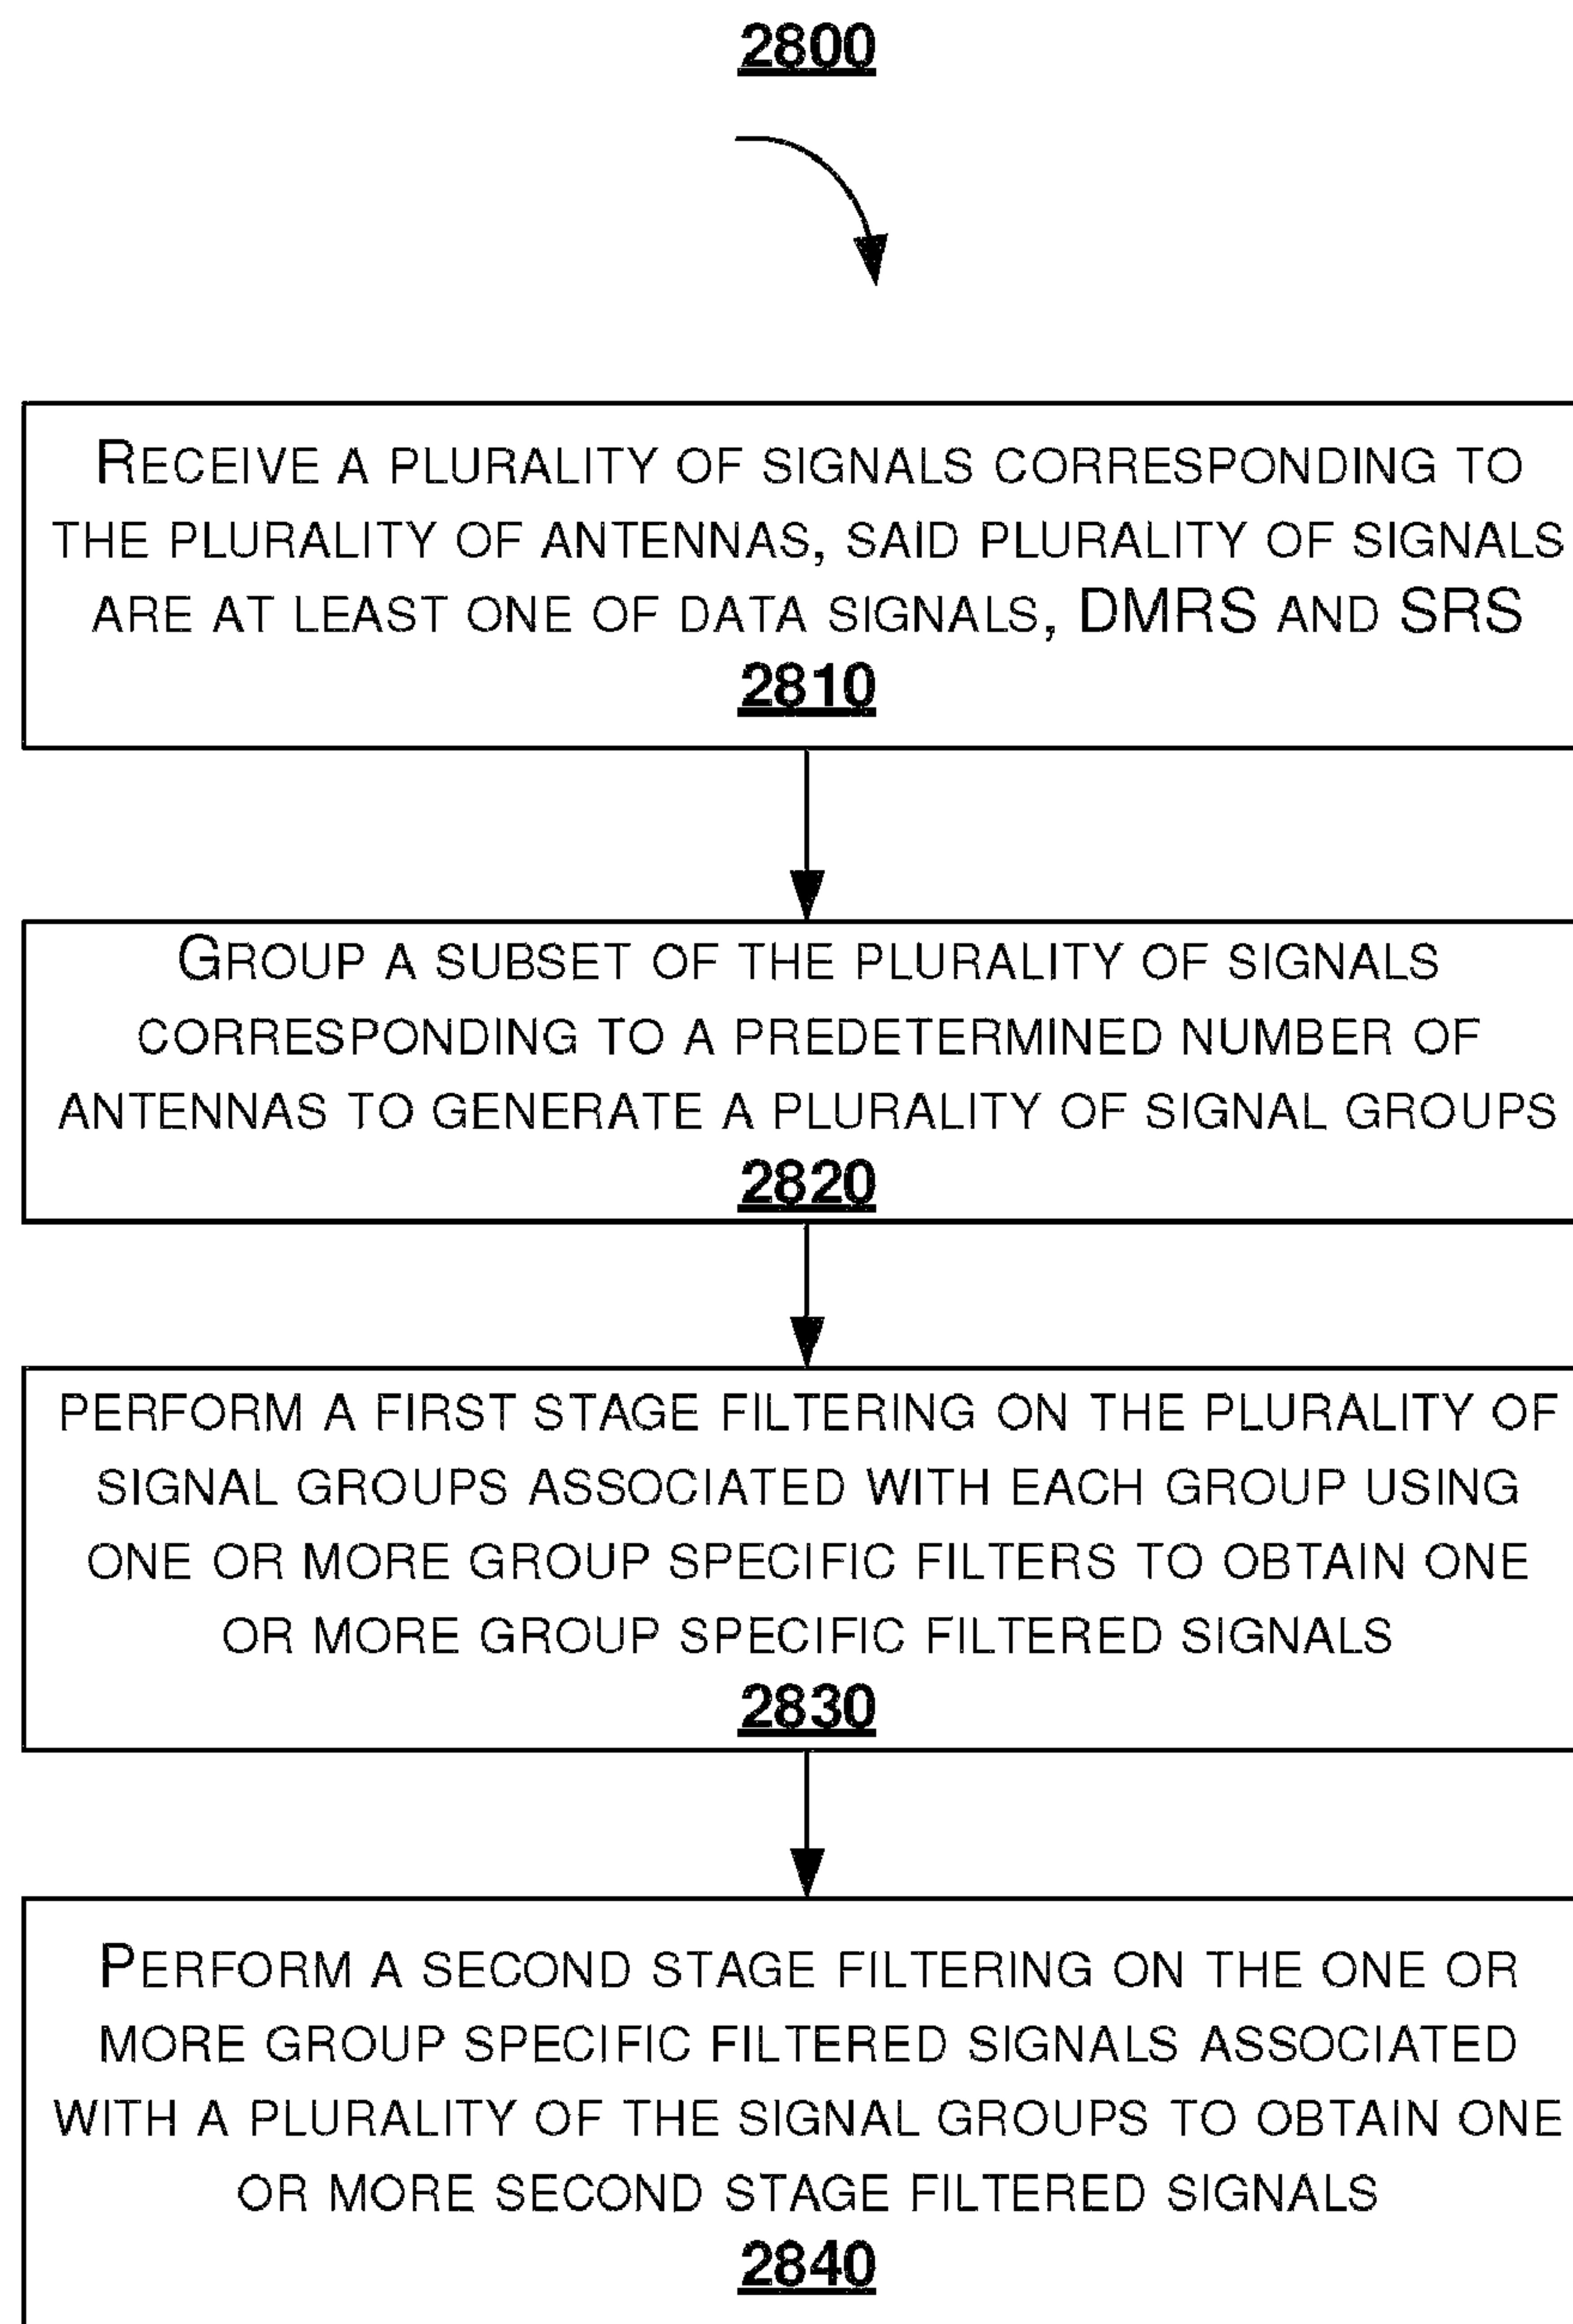 2800
RECEIVE A PLURALITY OF SIGNALS CORRESPONDING TO
THE PLURALITY OF ANTENNAS, SAID PLURALITY OF SIGNALS
ARE AT LEAST ONE OF DATA SIGNALS, DMRS AND SRS
2810
GROUP A SUBSET OF THE PLURALITY OF SIGNALS
CORRESPONDING TO A PREDETERMINED NUMBER OF
ANTENNAS TO GENERATE A PLURALITY OF SIGNAL GROUPS
2820
PERFORM A FIRST STAGE FILTERING ON THE PLURALITY OF
SIGNAL GROUPS ASSOCIATED WITH EACH GROUP USING
ONE OR MORE GROUP SPECIFIC FILTERS TO OBTAIN ONE
OR MORE GROUP SPECIFIC FILTERED SIGNALS
2830
PERFORM A SECOND STAGE FILTERING ON THE ONE OR
MORE GROUP SPECIFIC FILTERED SIGNALS ASSOCIATED
WITH A PLURALITY OF THE SIGNAL GROUPS TO OBTAIN ONE
OR MORE SECOND STAGE FILTERED SIGNALS
2840